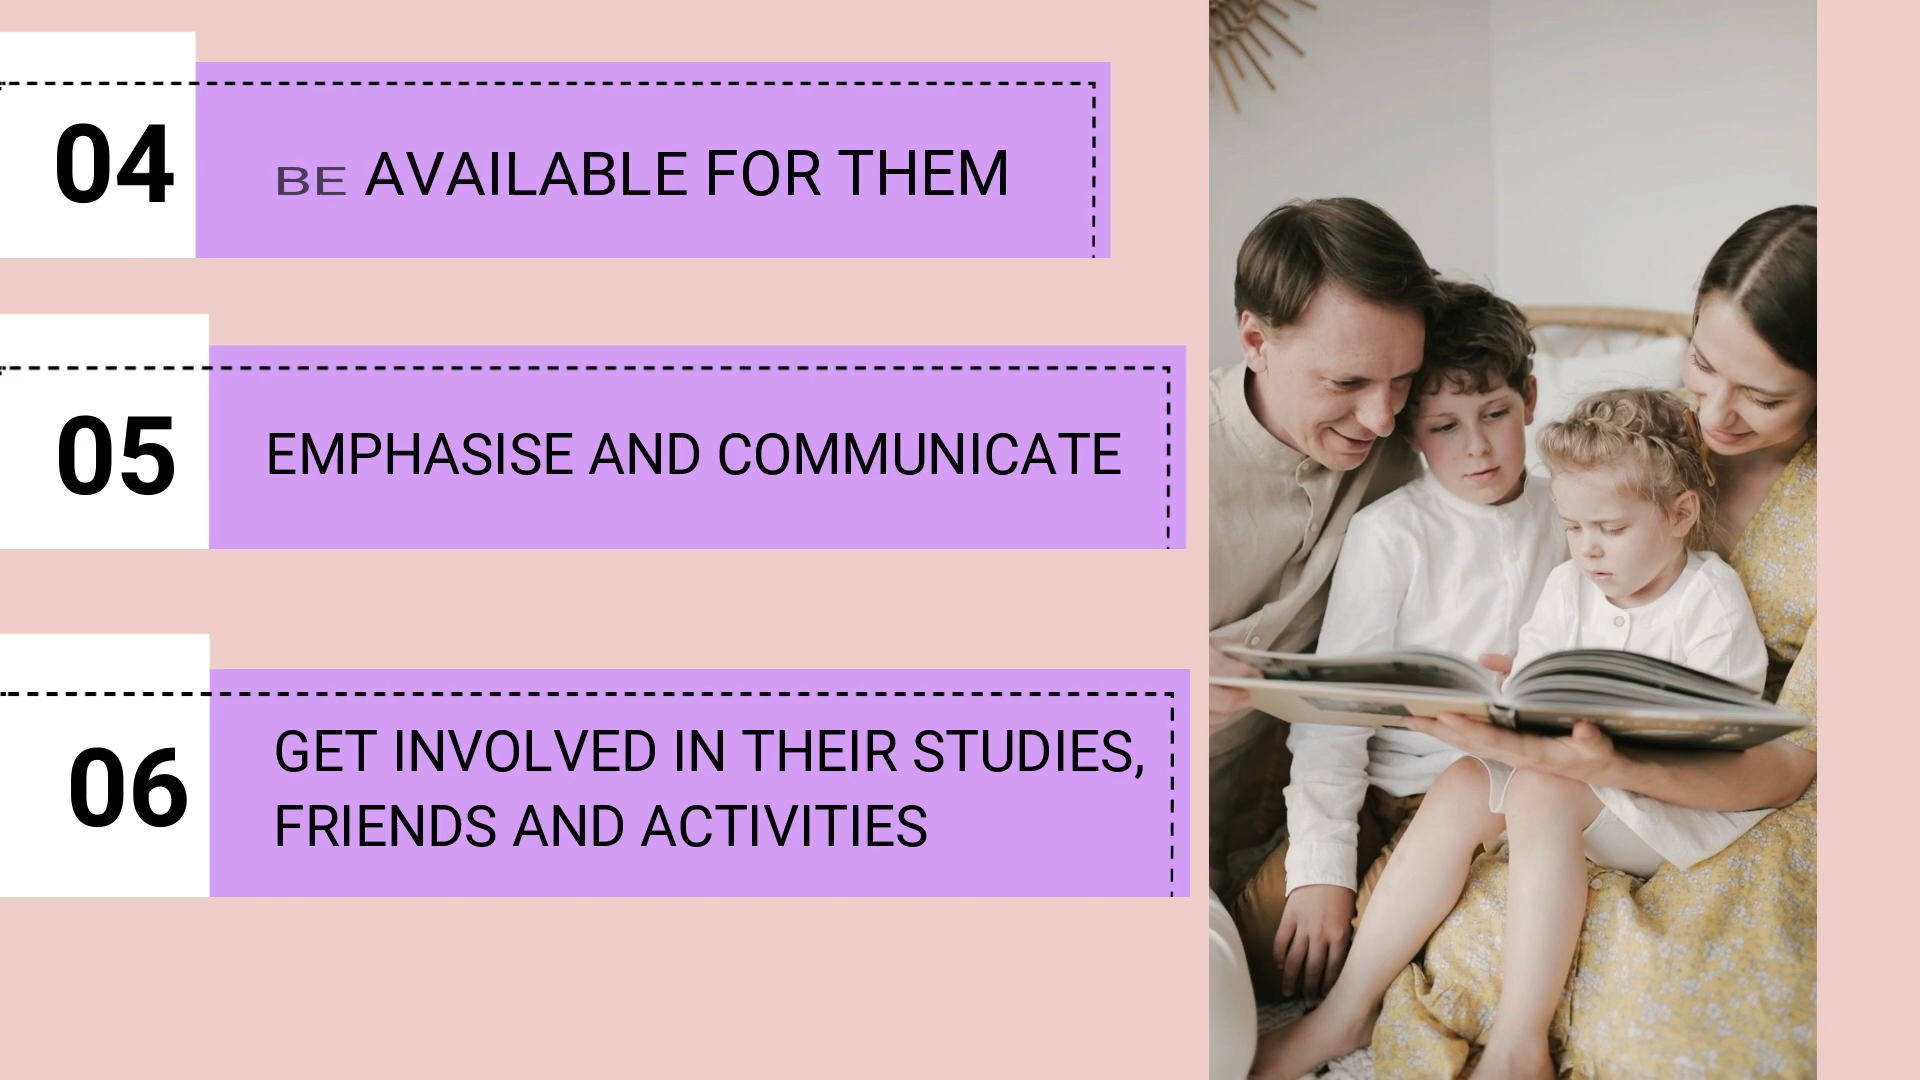 04
BE AVAILABLE FOR THEM
05
EMPHASISE AND COMMUNICATE
06
GET INVOLVED IN THEIR STUDIES,
FRIENDS AND ACTIVITIES